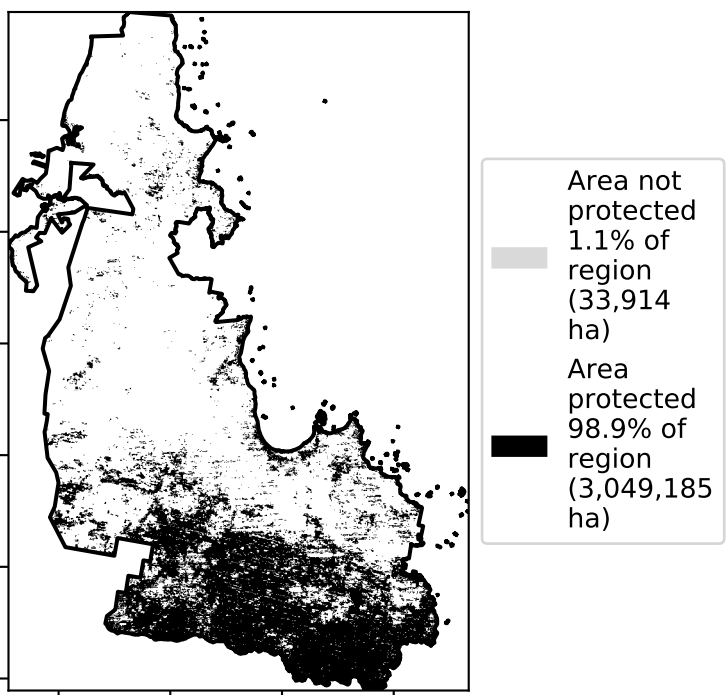 Area not
protected
1.1% of
region
(33,914
ha)
Area
protected
98.9% of
region
(3,049,185
ha)